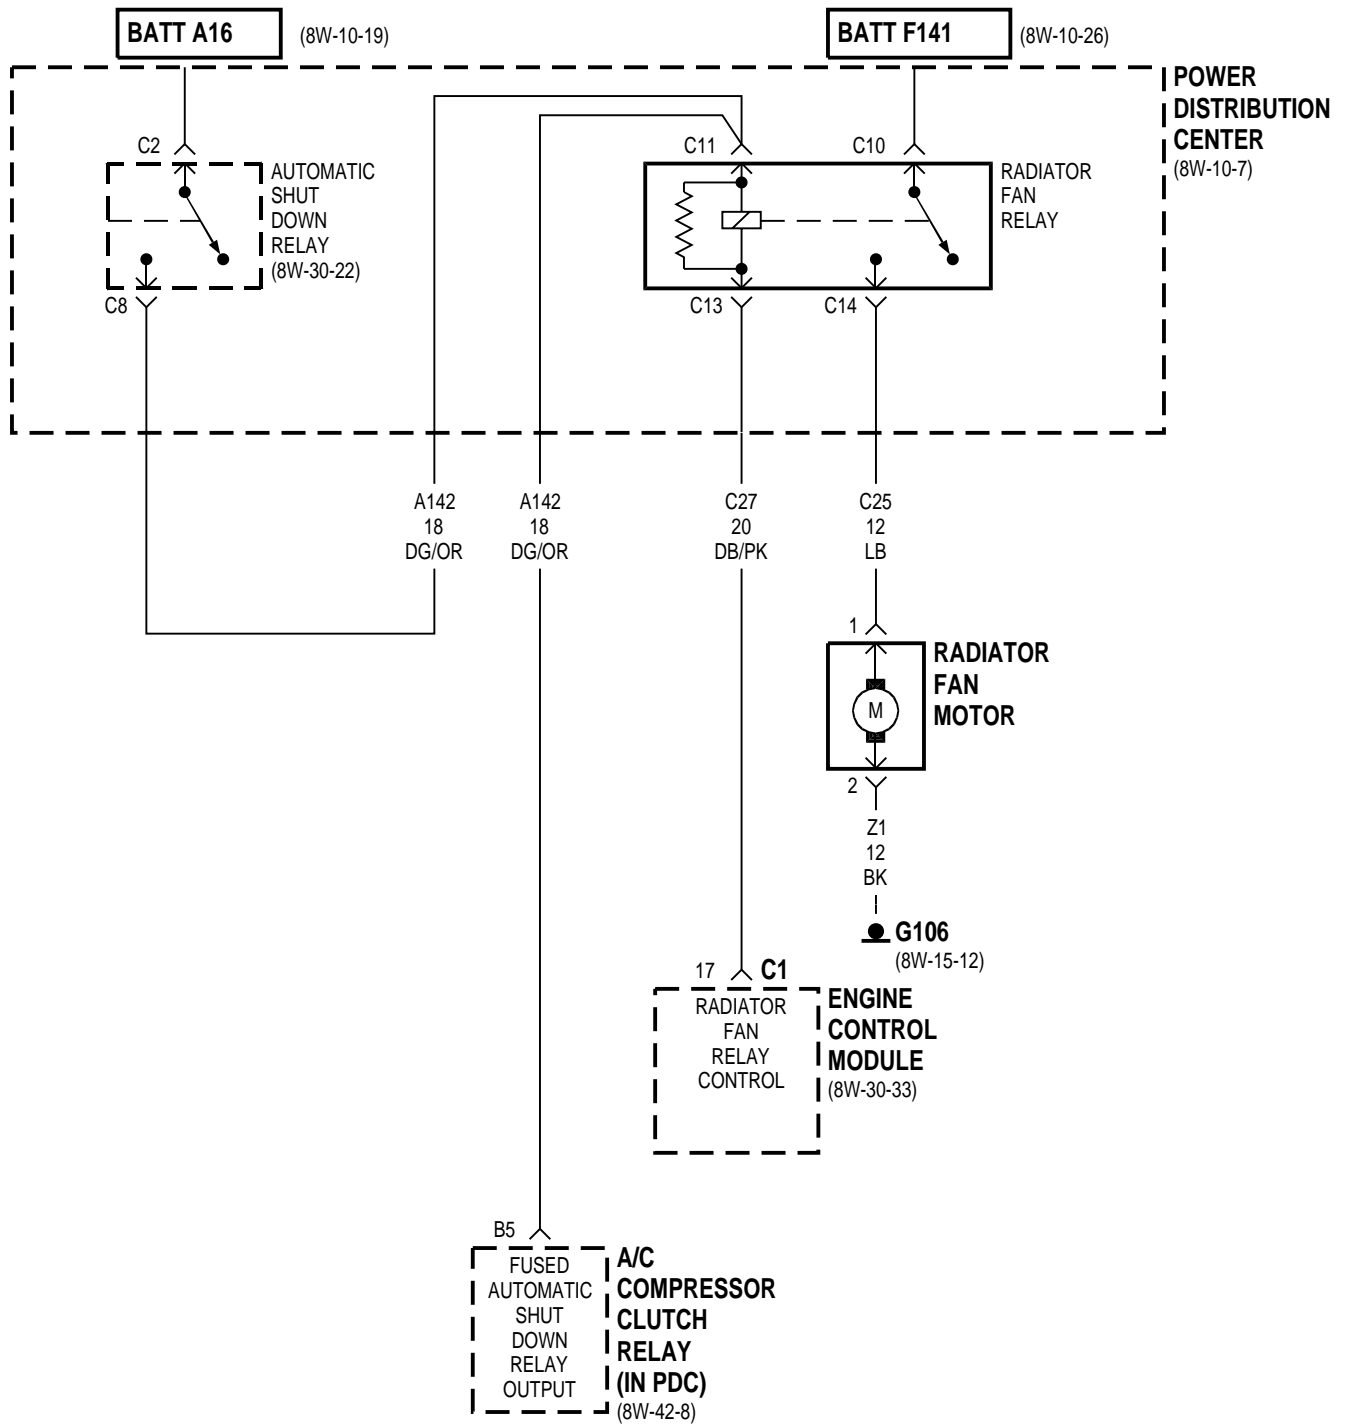 BATT A16
(8W-10-19)
BATT F141
(8W-10-26)
POWER
DISTRIBUTION
CENTER
(8W-10-7)
C2
AUTOMATIC
SHUT
DOWN
RELAY
(8W-30-22)
C8
C11
C10
RADIATOR
FAN
RELAY
C13
C14
A142
18
DG/OR
A142
18
DG/OR
C27
20
DB/PK
C25
12
LB
1
RADIATOR
FAN
MOTOR
M
2
Z1
12
BK
G106
(8W-15-12)
17
C1
RADIATOR
FAN
RELAY
CONTROL
ENGINE
CONTROL
MODULE
(8W-30-33)
B5
FUSED
AUTOMATIC
SHUT
DOWN
RELAY
OUTPUT
A/C
COMPRESSOR
CLUTCH
RELAY
(IN PDC)
(8W-42-8)